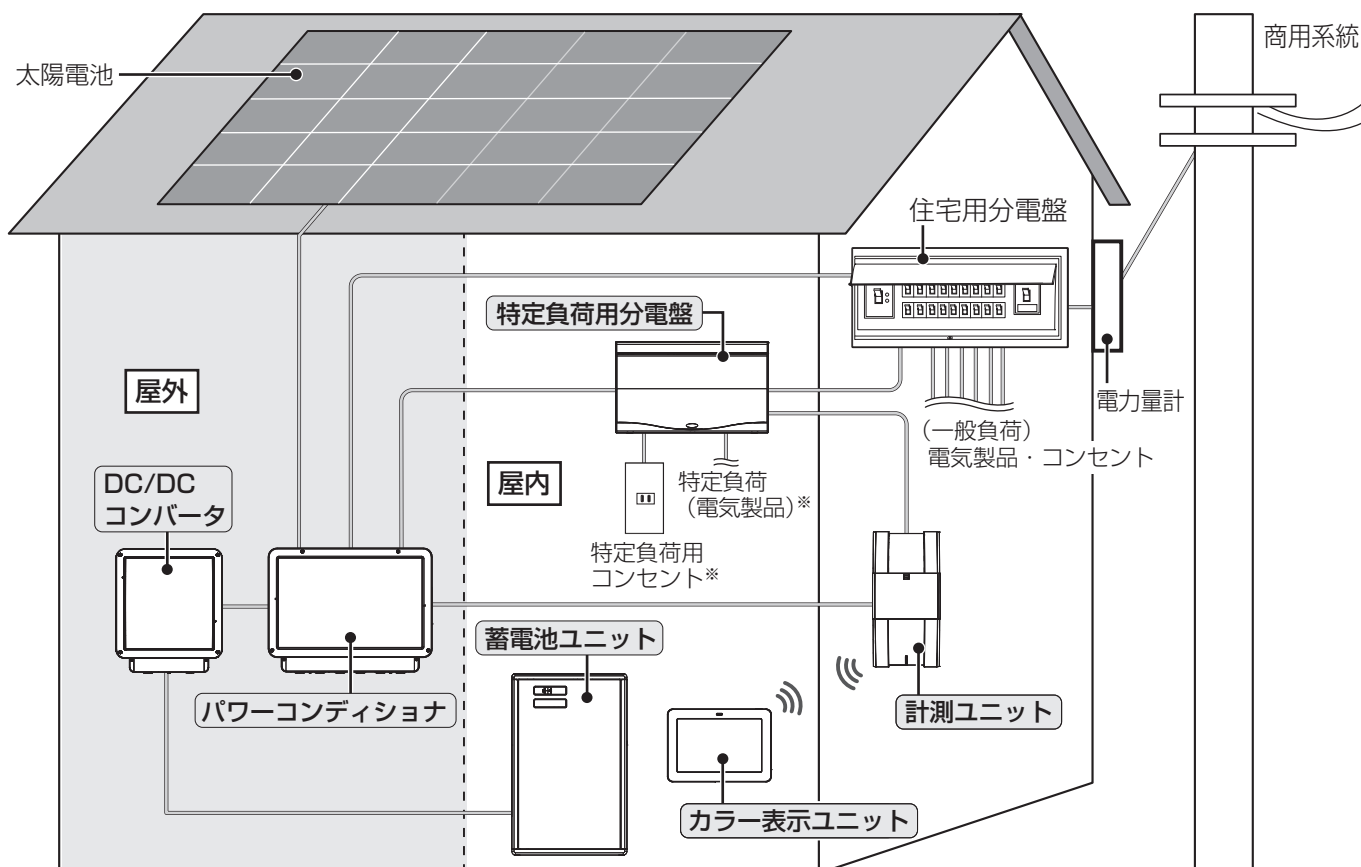 商用系統
太陽電池
住宅用分電盤
特定負荷用分電盤
屋外
電力量計
(一般負荷)
電気製品・コンセント
屋内
DC/DC
コンバータ
特定負荷
(電気製品)※
特定負荷用
コンセント※
蓄電池ユニット
パワーコンディショナ
計測ユニット
カラー表示ユニット